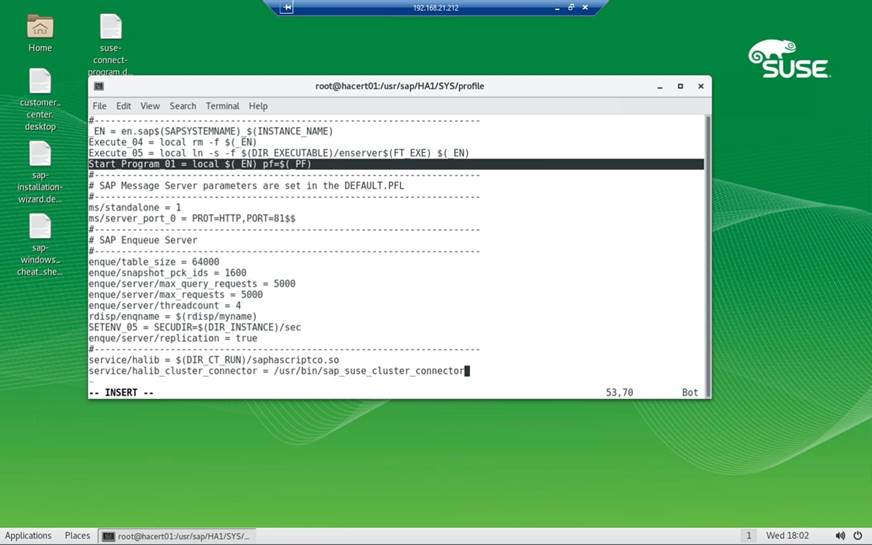 192.168.21.212
Home
suse-
connect-
program.d...
customer_
center.
desktop
sap-
installation-
wizard.de...
sap-
windows_
cheat_she...
SUSE
root@hacert01:/usr/sap/HA1/SYS/profile
File Edit View Search Terminal Help
#-----------------------------------------------------------------------
_EN = en.sap$(SAPSYSTEMNAME)_$(INSTANCE_NAME)
Execute_04 = local rm -f $(_EN)
Execute_05 = local ln -s -f $(DIR_EXECUTABLE)/enserver$(FT_EXE) $(_EN)
Start_Program_01 = local $(_EN) pf=$(_PF)
#-----------------------------------------------------------------------
# SAP Message Server parameters are set in the DEFAULT.PFL
#-----------------------------------------------------------------------
ms/standalone = 1
ms/server_port_0 = PROT=HTTP,PORT=81$$
#-----------------------------------------------------------------------
# SAP Enqueue Server
#-----------------------------------------------------------------------
enque/table_size = 64000
enque/snapshot_pck_ids = 1600
enque/server/max_query_requests = 5000
enque/server/max_requests = 5000
enque/server/threadcount = 4
rdisp/enqname = $(rdisp/myname)
SETENV_05 = SECUDIR=$(DIR_INSTANCE)/sec
enque/server/replication = true
#-----------------------------------------------------------------------
service/halib = $(DIR_CT_RUN)/saphascriptco.so
service/halib_cluster_connector = /usr/bin/sap_suse_cluster_connector
~
-- INSERT -- 53,70 Bot
Applications Places root@hacert01:/usr/sap/HA1/SYS/... 1 Wed 18:02